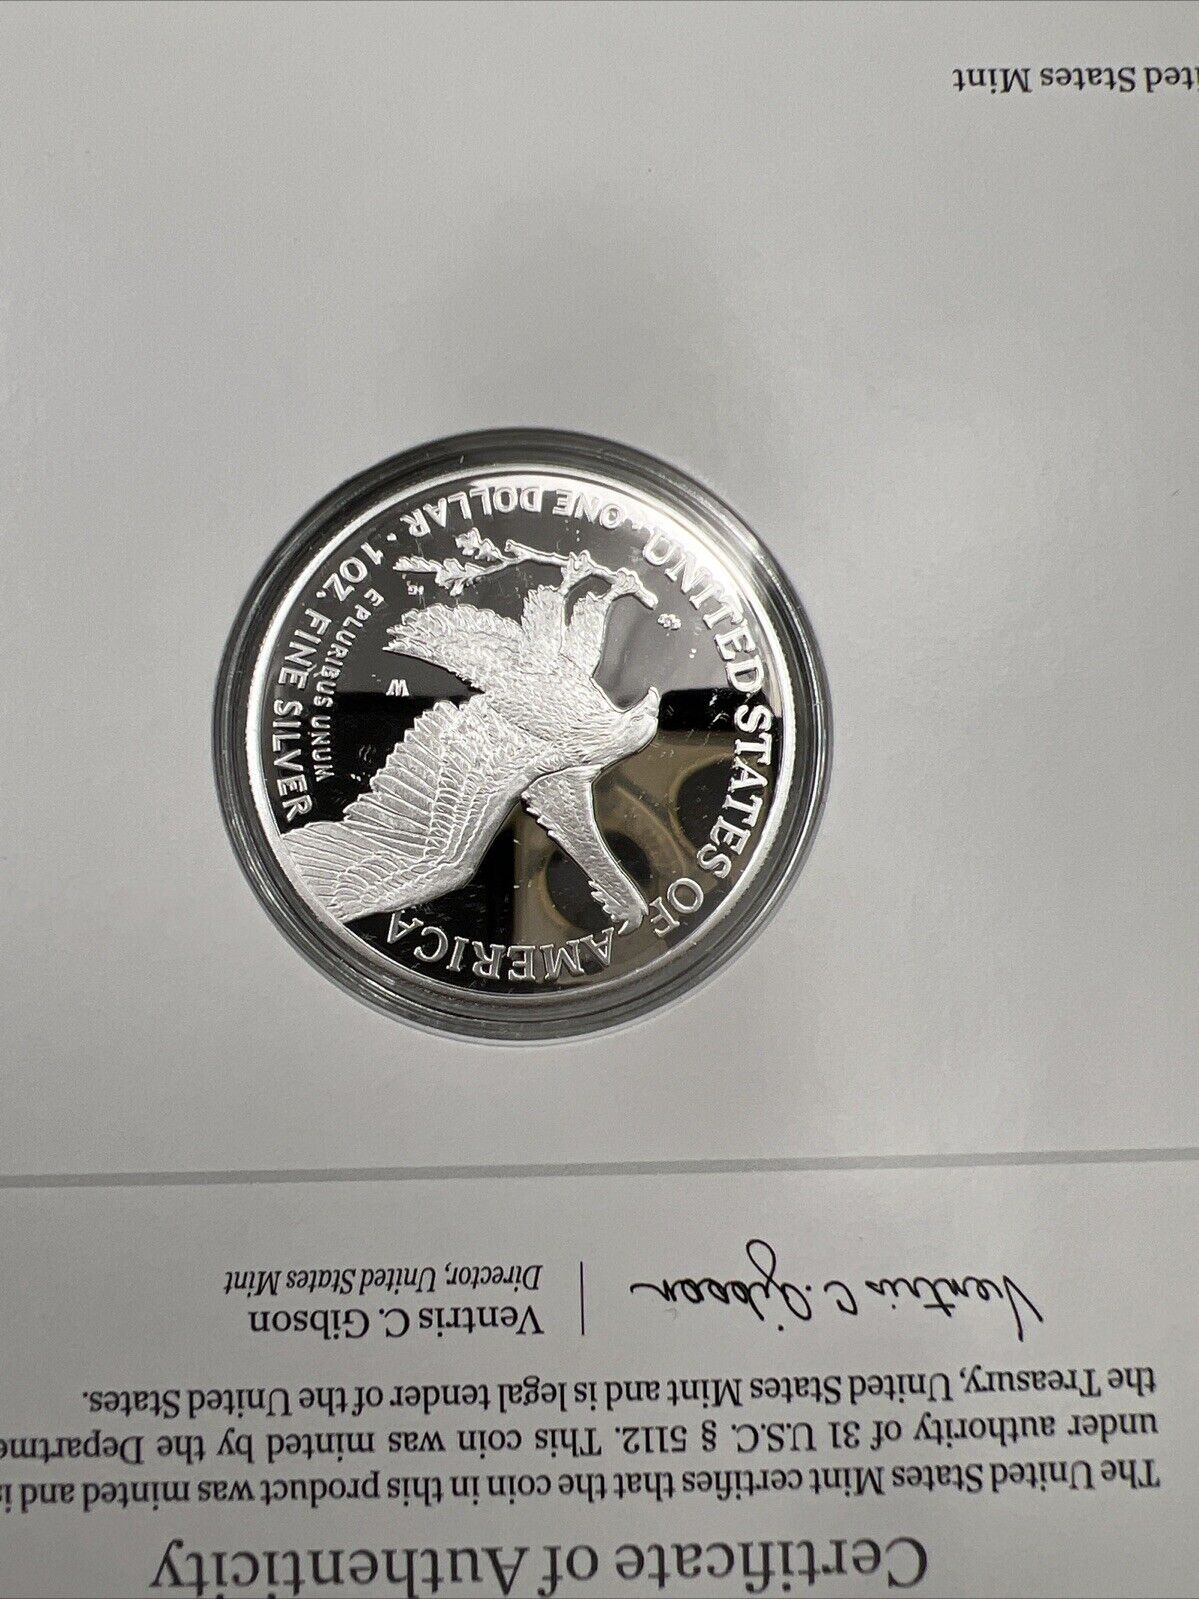 Certificate of Authenticity
The United States Mint certifies that the coin in this product was minted and
under authority of 31 U.S.C. § 5112. This coin was minted by the
the Treasury, United States Mint and is legal tender of the United States.
Ventris C. Gibson
Ventris C. Gibson
Director, United States Mint
UNITED STATES OF AMERICA
1 OZ. FINE SILVER · ONE DOLLAR
E PLURIBUS UNUM
W
States Mint